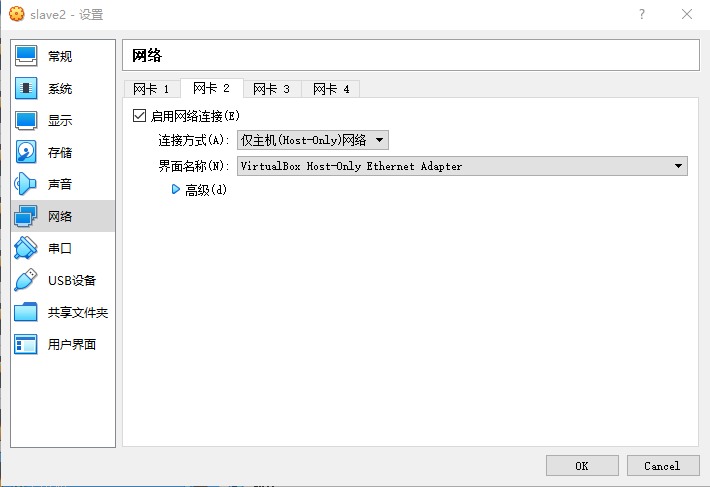 slave2 - 设置
?
常规
系统
显示
存储
声音
网络
串口
USB设备
共享文件夹
用户界面
网络
网卡 1 网卡 2 网卡 3 网卡 4
启用网络连接(E)
连接方式(A): 仅主机(Host-Only)网络
界面名称(N): VirtualBox Host-Only Ethernet Adapter
高级(d)
OK Cancel